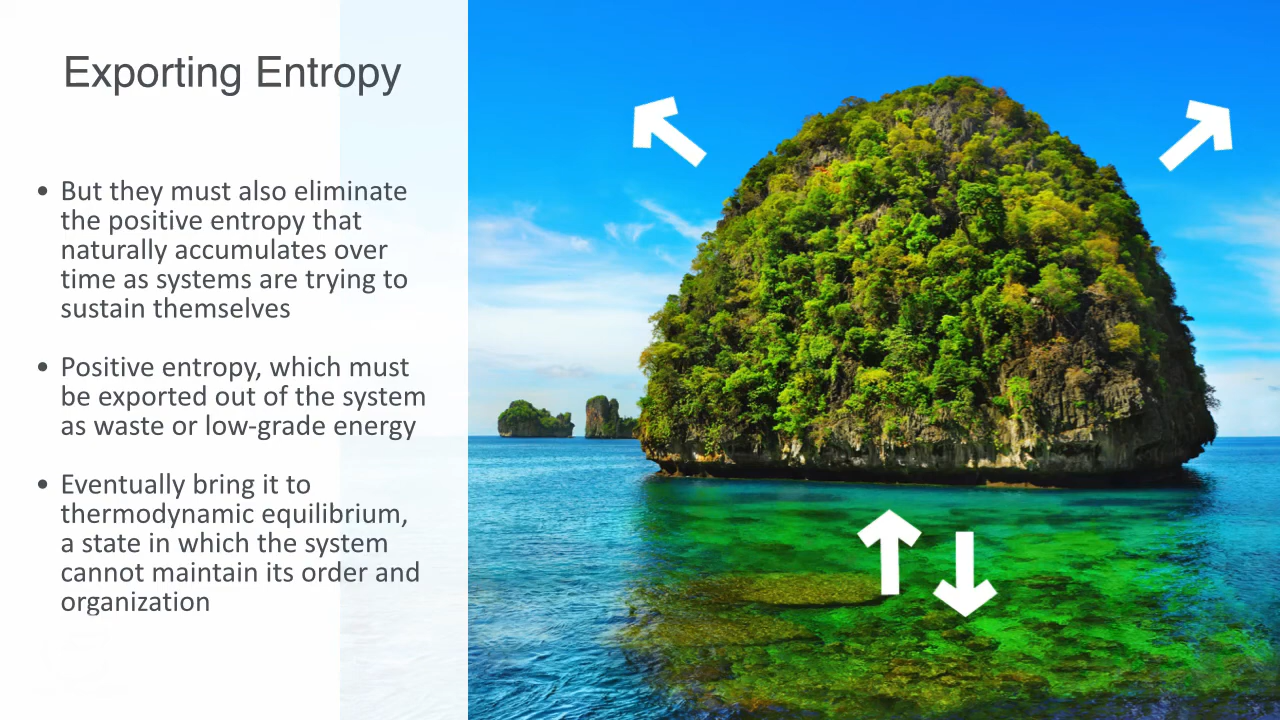 Exporting Entropy
• But they must also eliminate
the positive entropy that
naturally accumulates over
time as systems are trying to
sustain themselves
• Positive entropy, which must
be exported out of the system
as waste or low-grade energy
• Eventually bring it to
thermodynamic equilibrium,
a state in which the system
cannot maintain its order and
organization